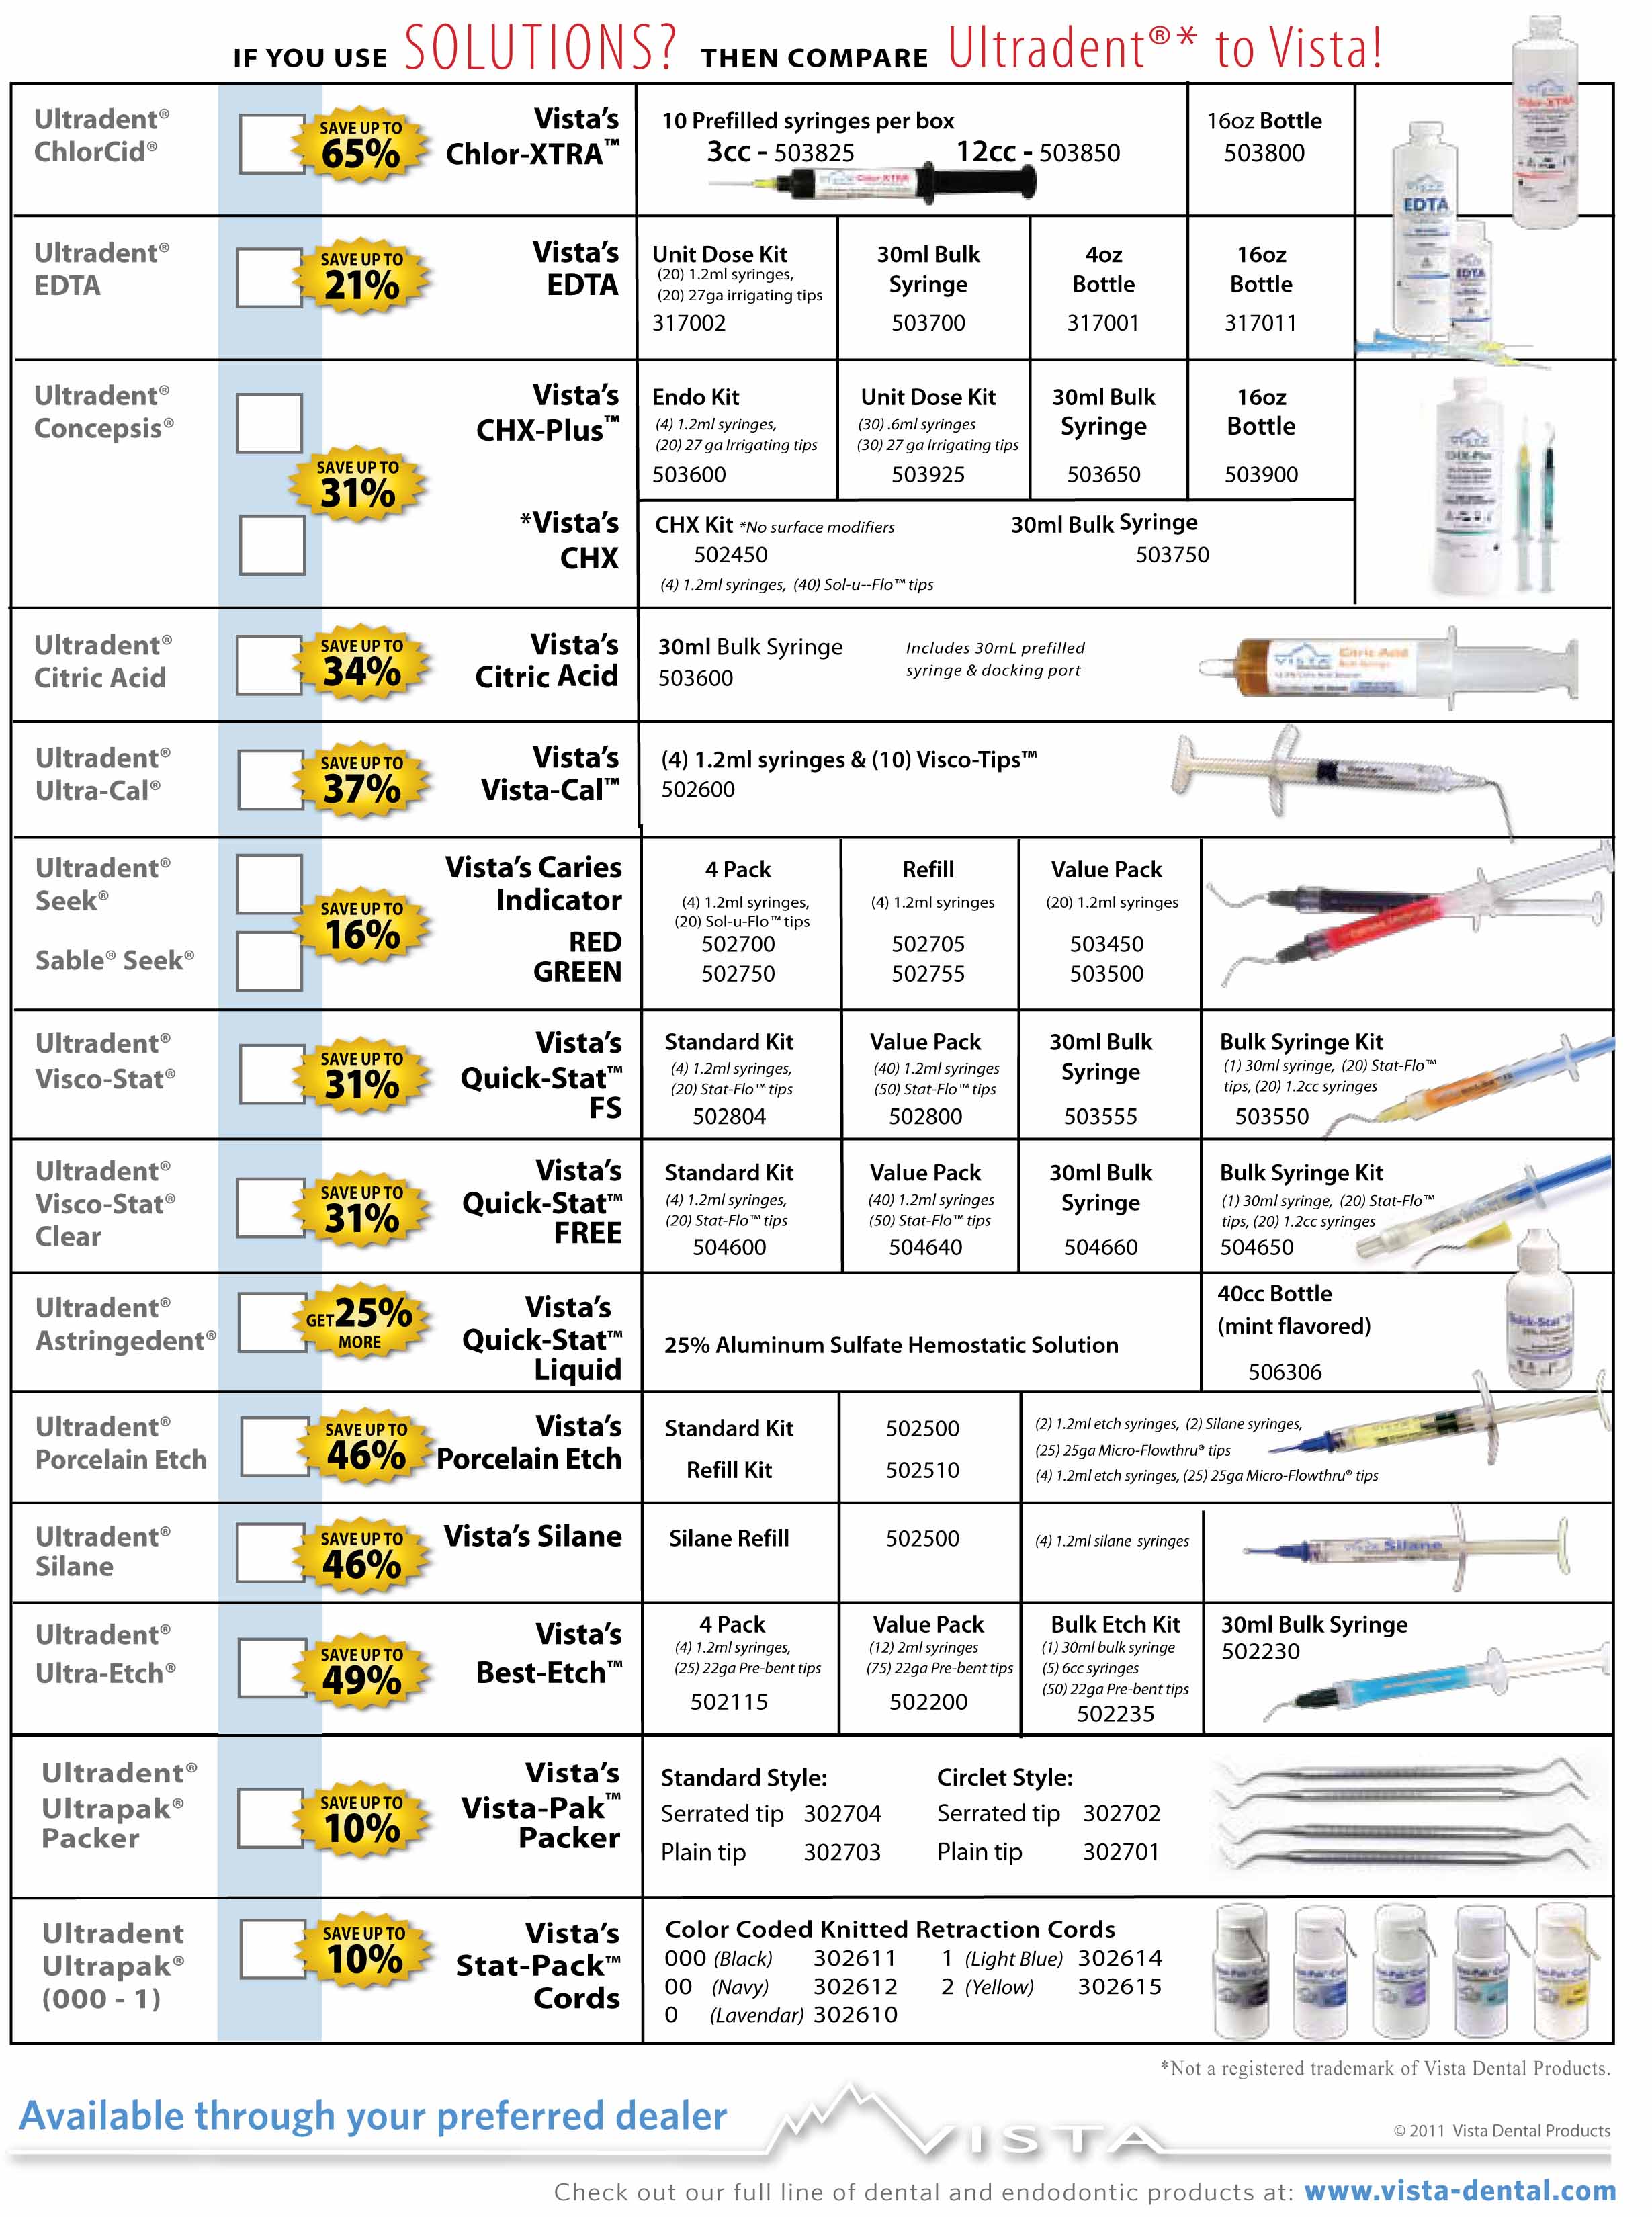 IF YOU USE SOLUTIONS? THEN COMPARE Ultradent®* to Vista!
Ultradent®
ChlorCid®
SAVE UP TO
65%
Vista's
Chlor-XTRA™
10 Prefilled syringes per box
3cc - 503825 12cc - 503850
16oz Bottle
503800
Ultradent®
EDTA
SAVE UP TO
21%
Vista's
EDTA
Unit Dose Kit
(20) 1.2ml syringes,
(20) 27ga irrigating tips
317002
30ml Bulk
Syringe
503700
4oz
Bottle
317001
16oz
Bottle
317011
EDTA
EDTA
Ultradent®
Concepsis®
SAVE UP TO
31%
Vista's
CHX-Plus™
Endo Kit
(4) 1.2ml syringes,
(20) 27 ga Irrigating tips
503600
Unit Dose Kit
(30) .6ml syringes
(30) 27 ga Irrigating tips
503925
30ml Bulk
Syringe
503650
16oz
Bottle
503900
*Vista's
CHX
CHX Kit *No surface modifiers
502450
(4) 1.2ml syringes, (40) Sol-u--Flo™ tips
30ml Bulk Syringe
503750
VISTA
CHX-Plus
Ultradent®
Citric Acid
SAVE UP TO
34%
Vista's
Citric Acid
30ml Bulk Syringe
503600
Includes 30mL prefilled
syringe & docking port
VISTA
Citric Acid
Ultradent®
Ultra-Cal®
SAVE UP TO
37%
Vista's
Vista-Cal™
(4) 1.2ml syringes & (10) Visco-Tips™
502600
Ultradent®
Seek®
Sable® Seek®
SAVE UP TO
16%
Vista's Caries
Indicator
RED
GREEN
4 Pack
(4) 1.2ml syringes,
(20) Sol-u-Flo™ tips
502700
502750
Refill
(4) 1.2ml syringes
502705
502755
Value Pack
(20) 1.2ml syringes
503450
503500
Ultradent®
Visco-Stat®
SAVE UP TO
31%
Vista's
Quick-Stat™
FS
Standard Kit
(4) 1.2ml syringes,
(20) Stat-Flo™ tips
502804
Value Pack
(40) 1.2ml syringes
(50) Stat-Flo™ tips
502800
30ml Bulk
Syringe
503555
Bulk Syringe Kit
(1) 30ml syringe, (20) Stat-Flo™
tips, (20) 1.2cc syringes
503550
Ultradent®
Visco-Stat®
Clear
SAVE UP TO
31%
Vista's
Quick-Stat™
FREE
Standard Kit
(4) 1.2ml syringes,
(20) Stat-Flo™ tips
504600
Value Pack
(40) 1.2ml syringes
(50) Stat-Flo™ tips
504640
30ml Bulk
Syringe
504660
Bulk Syringe Kit
(1) 30ml syringe, (20) Stat-Flo™
tips, (20) 1.2cc syringes
504650
Ultradent®
Astringedent®
GET 25%
MORE
Vista's
Quick-Stat™
Liquid
25% Aluminum Sulfate Hemostatic Solution
40cc Bottle
(mint flavored)
506306
Ultradent®
Porcelain Etch
SAVE UP TO
46%
Vista's
Porcelain Etch
Standard Kit 502500
Refill Kit 502510
(2) 1.2ml etch syringes, (2) Silane syringes,
(25) 25ga Micro-Flowthru® tips
(4) 1.2ml etch syringes, (25) 25ga Micro-Flowthru® tips
Ultradent®
Silane
SAVE UP TO
46%
Vista's Silane
Silane Refill
502500
(4) 1.2ml silane syringes
Silane
Ultradent®
Ultra-Etch®
SAVE UP TO
49%
Vista's
Best-Etch™
4 Pack
(4) 1.2ml syringes,
(25) 22ga Pre-bent tips
502115
Value Pack
(12) 2ml syringes
(75) 22ga Pre-bent tips
502200
Bulk Etch Kit
(1) 30ml bulk syringe
(5) 6cc syringes
(50) 22ga Pre-bent tips
502235
30ml Bulk Syringe
502230
Ultradent®
Ultrapak®
Packer
SAVE UP TO
10%
Vista's
Vista-Pak™
Packer
Standard Style:
Serrated tip 302704
Plain tip 302703
Circlet Style:
Serrated tip 302702
Plain tip 302701
Ultradent
Ultrapak®
(000 - 1)
SAVE UP TO
10%
Vista's
Stat-Pack™
Cords
Color Coded Knitted Retraction Cords
000 (Black) 302611 1 (Light Blue) 302614
00 (Navy) 302612 2 (Yellow) 302615
0 (Lavendar) 302610
*Not a registered trademark of Vista Dental Products.
Available through your preferred dealer
VISTA
© 2011 Vista Dental Products
Check out our full line of dental and endodontic products at: www.vista-dental.com